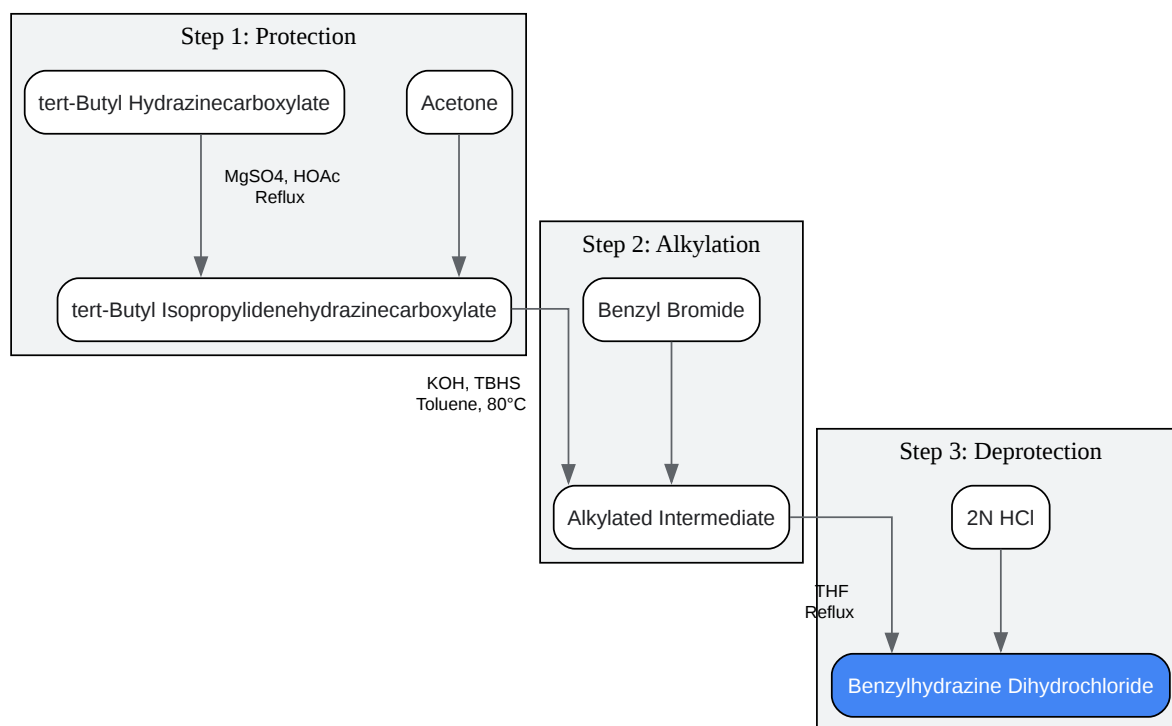 Step 1: Protection
tert-Butyl Hydrazinecarboxylate
Acetone
MgSO4, HOAc
Reflux
tert-Butyl Isopropylidenehydrazinecarboxylate
Step 2: Alkylation
Benzyl Bromide
KOH, TBHS
Toluene, 80°C
Alkylated Intermediate
Step 3: Deprotection
2N HCl
THF
Reflux
Benzylhydrazine Dihydrochloride